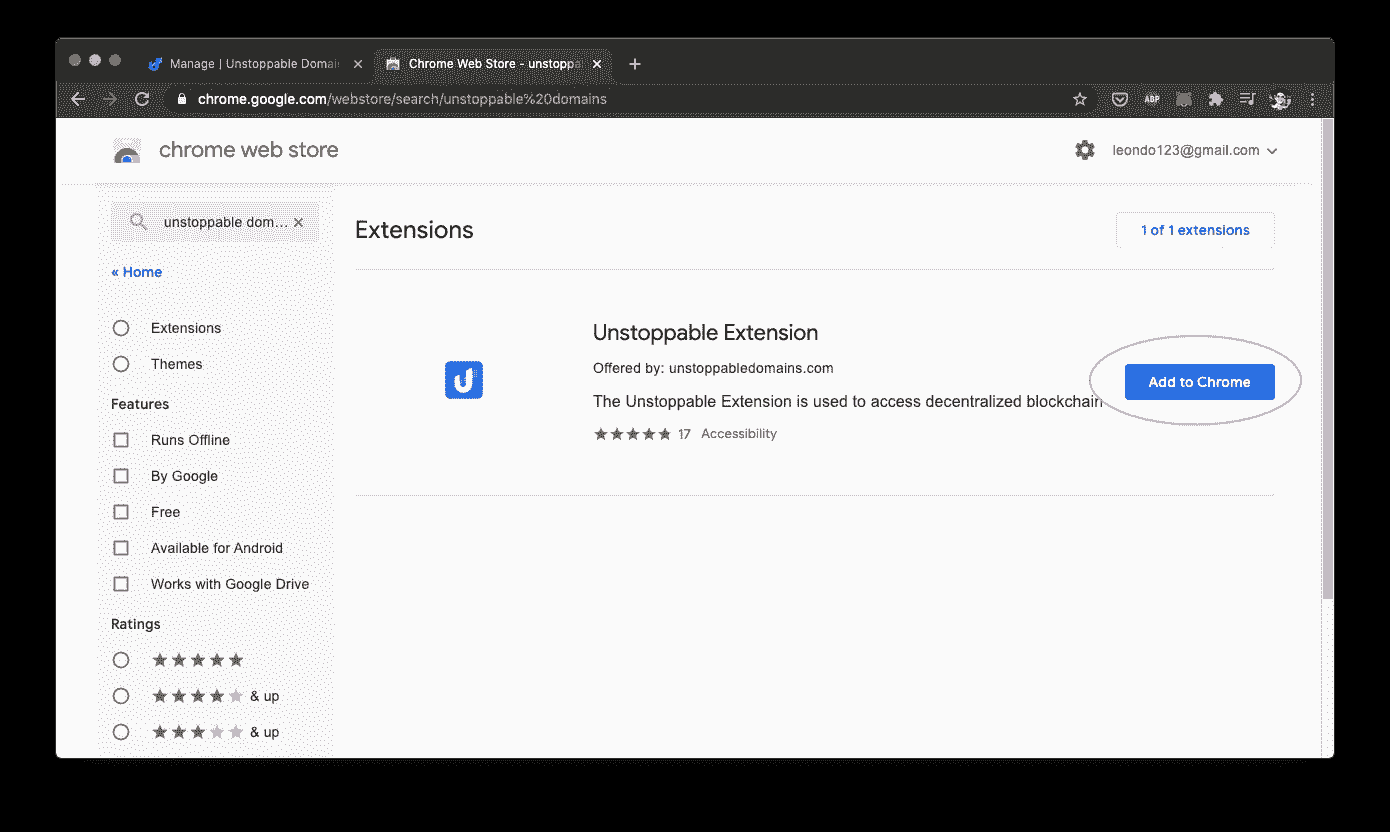 Manage | Unstoppable Domai
Chrome Web Store - unstoppa
chrome.google.com/webstore/search/unstoppable%20domains
ABP
chrome web store
leondo123@gmail.com
unstoppable dom...
Extensions
1 of 1 extensions
« Home
Unstoppable Extension
Offered by: unstoppabledomains.com
The Unstoppable Extension is used to access decentralized blockchain
17 Accessibility
Add to Chrome
Extensions
Themes
Features
Runs Offline
By Google
Free
Available for Android
Works with Google Drive
Ratings
& up
& up